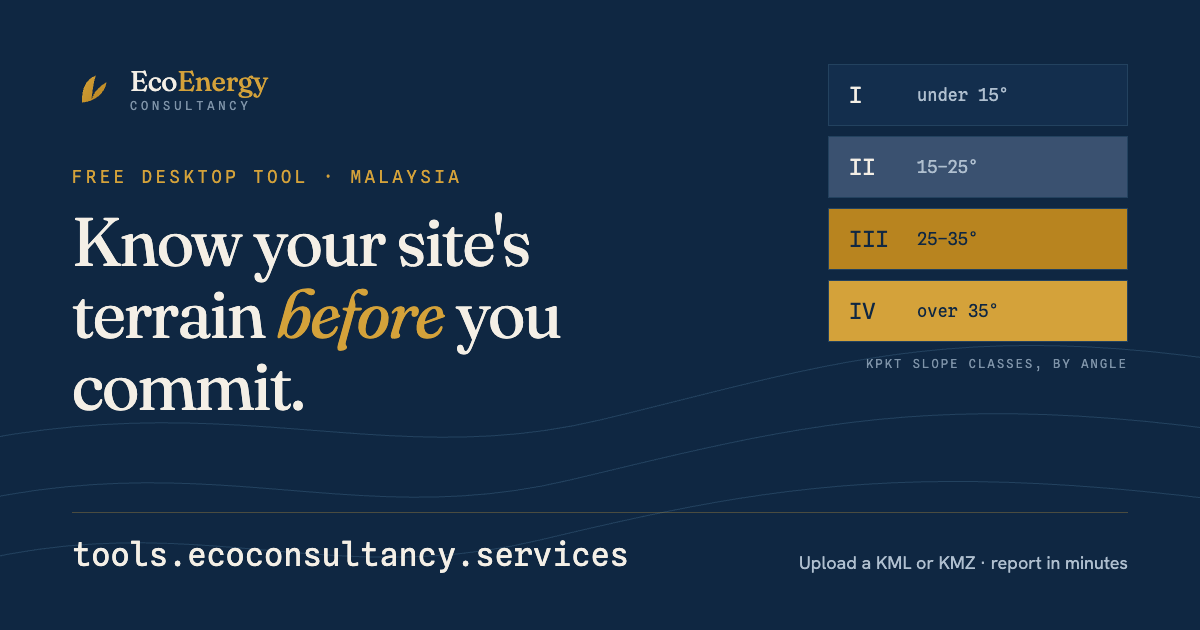 EcoEnergy
CONSULTANCY
FREE DESKTOP TOOL · MALAYSIA
Know your site's
terrain before you
commit.
I under 15°
II 15–25°
III 25–35°
IV over 35°
KPKT SLOPE CLASSES, BY ANGLE
tools.ecoconsultancy.services
Upload a KML or KMZ · report in minutes